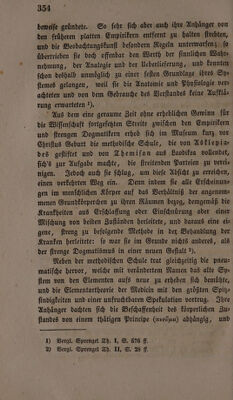 354
beweise gründete. So sehr sich aber auch ihre Anhänger von
den frühern platten Empirikern entfernt zu halten strebten,
und die Beobachtungskunst besondern Regeln unterwarfen, so
überschritten sie doch offenbar den Werth der sinnlichen Wahr-
nehmung, der Analogie und der Ueberlieferung, und konnten
schon deshalb unmöglich zu einer festen Grundlage ihres Sy-
stemes gelangen, weil sie die Anatomie und Physiologie ver-
achteten und von dem Gebrauche des Verstandes keine Aufklä-
rung erwarteten ¹).
Aus dem eine geraume Zeit ohne erheblichen Gewinn für
die Wissenschaft fortgesetzten Streite zwischen den Empirikern
und strengen Dogmatikern erhob sich im Museum kurz vor
Christus Geburt die methodische Schule, die von Asklepia-
des gestiftet und von Themison aus Laodikea vollendet,
sich's zur Aufgabe machte, die streitenden Parteien zu verei-
nigen. Jedoch auch sie schlug, um diese Absicht zu erreichen,
einen verkehrten Weg ein. Denn indem sie alle Erscheinun-
gen im menschlichen Körper auf das Verhältniß der angenom-
menen Grundkörperchen zu ihren Räumen bezog, demgemäß die
Krankheiten aus Erschlaffung oder Einschnürung oder einer
Mischung von beiden Zuständen herleitete, und daraus eine ei-
gene, streng zu befolgende Methode in der Behandlung der
Kranken herleitete: so war sie im Grunde nichts anderes, als
der strenge Dogmatismus in einer neuen Gestalt ²).
Neben der methodischen Schule trat gleichzeitig die pneu-
matische hervor, welche mit verändertem Namen das alte Sy-
stem von den Elementen aufs neue zu erheben sich bemühte,
und die Elementartheorie der Medicin mit den größten Spitz-
findigkeiten und einer unfruchtbaren Spekulation vortrug. Ihre
Anhänger dachten sich die Beschaffenheit des körperlichen Zu-
standes von einem thätigen Principe (πνεῦμα) abhängig, und
1) Vergl. Sprengel Th. I, S. 576 ff.
2) Vergl. Sprengel Th. II, S. 28 ff.